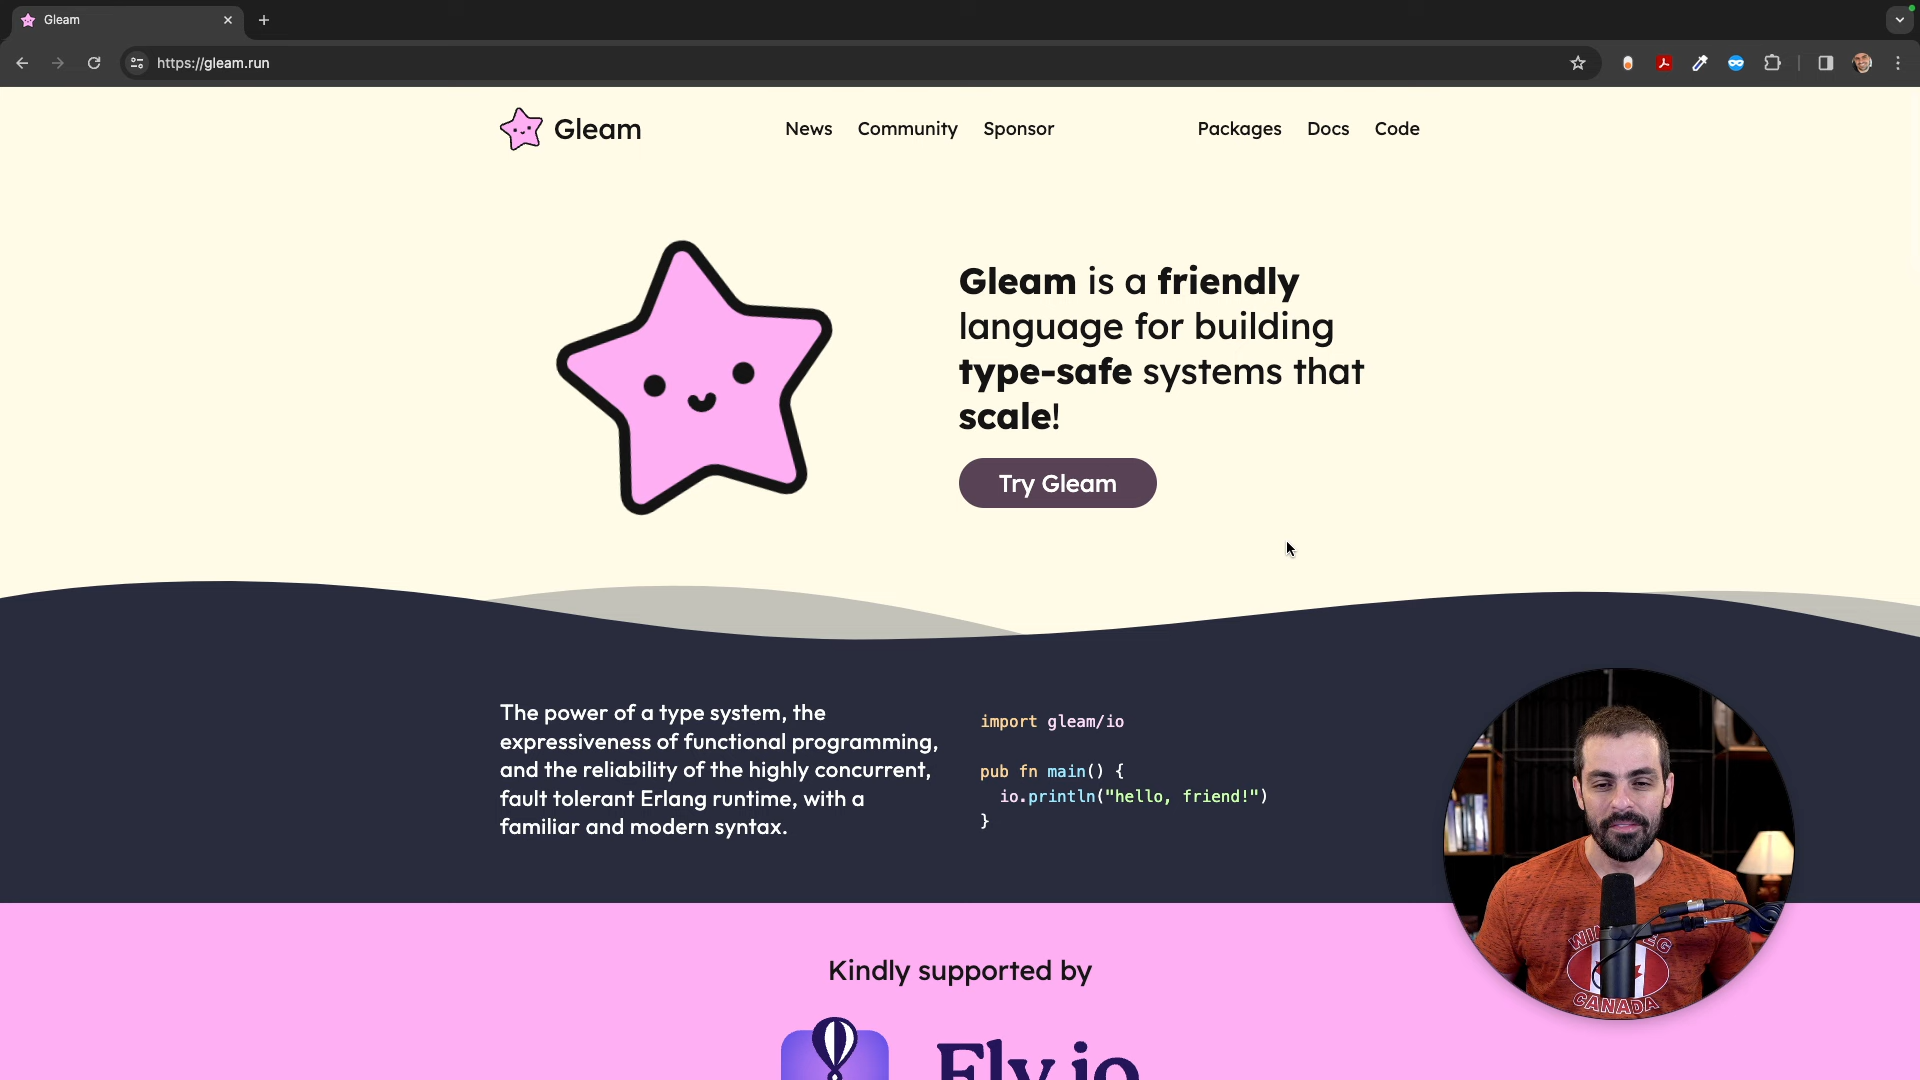 Gleam
https://gleam.run
Gleam
News
Community
Sponsor
Packages
Docs
Code
Gleam is a friendly
language for building
type-safe systems that
scale!
Try Gleam
The power of a type system, the
expressiveness of functional programming,
and the reliability of the highly concurrent,
fault tolerant Erlang runtime, with a
familiar and modern syntax.
import gleam/io
pub fn main() {
io.println("hello, friend!")
}
CANADA
Kindly supported by
Fly.io